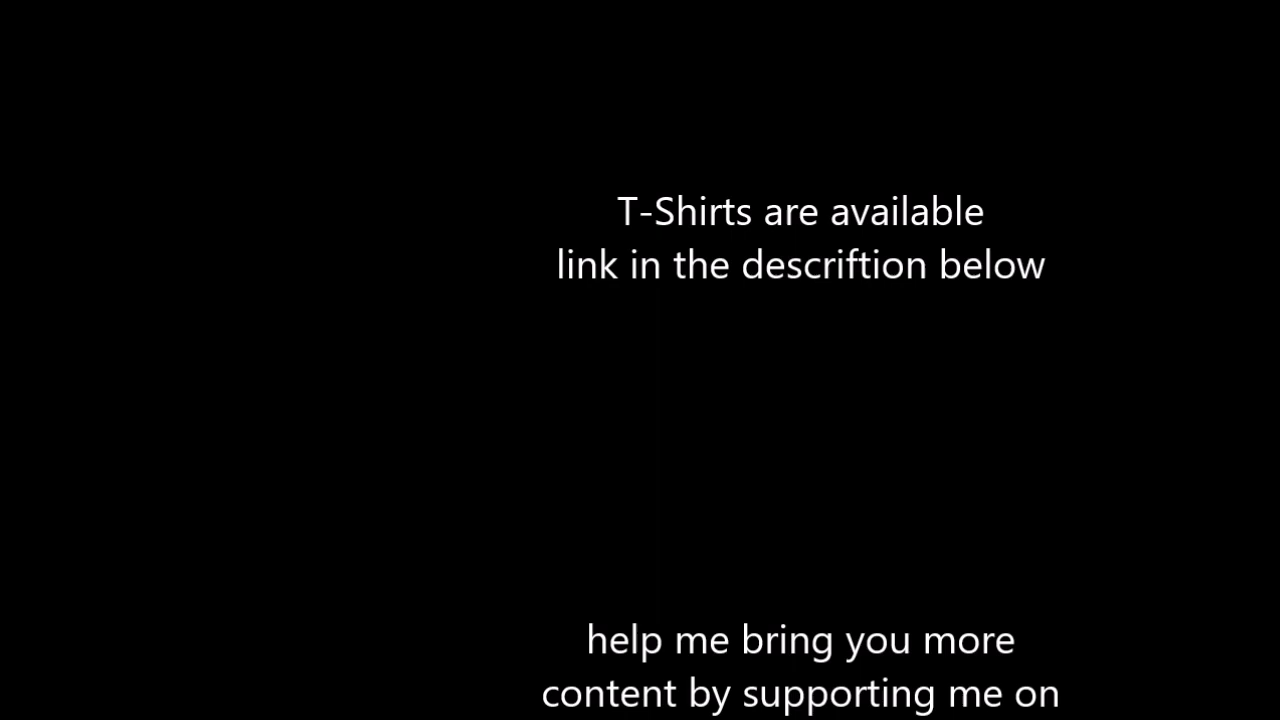 T-Shirts are available
link in the descriftion below
help me bring you more
content by supporting me on